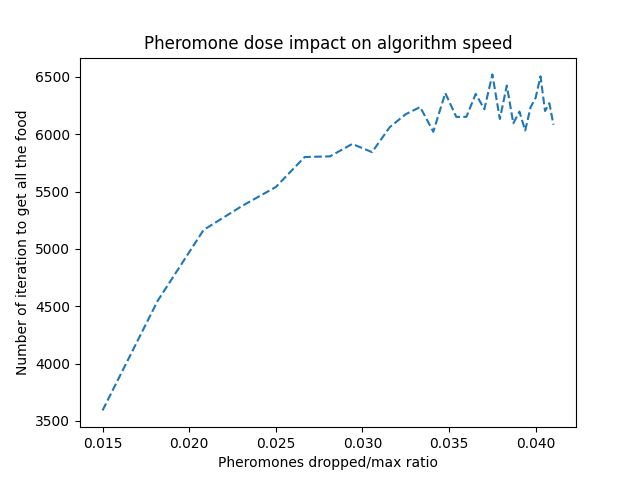 Pheromone dose impact on algorithm speed
Number of iteration to get all the food
6500
6000
5500
5000
4500
4000
3500
0.015 0.020 0.025 0.030 0.035 0.040
Pheromones dropped/max ratio